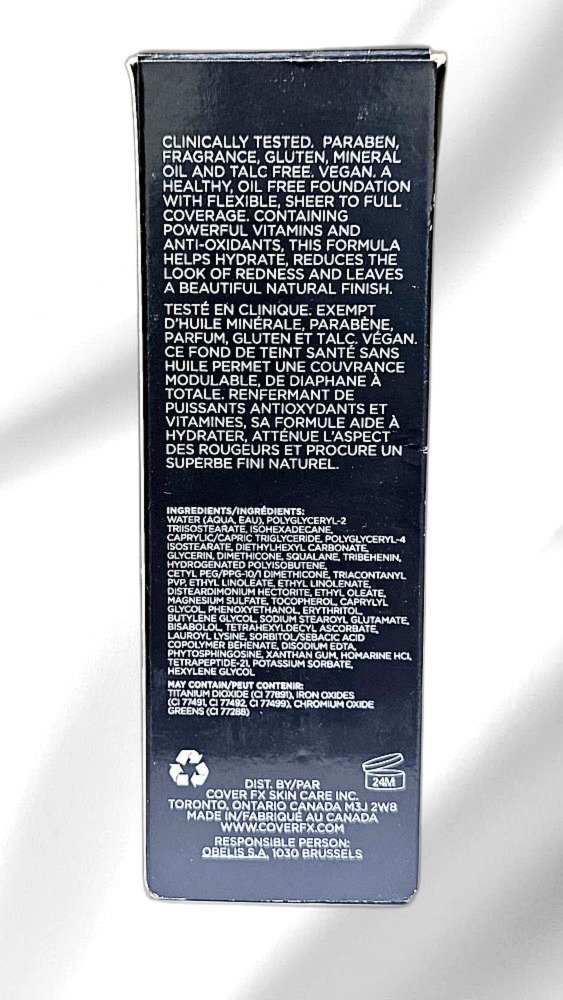 CLINICALLY TESTED. PARABEN,
FRAGRANCE, GLUTEN, MINERAL
OIL AND TALC FREE. VEGAN. A
HEALTHY, OIL FREE FOUNDATION
WITH FLEXIBLE, SHEER TO FULL
COVERAGE. CONTAINING
POWERFUL VITAMINS AND
ANTI-OXIDANTS, THIS FORMULA
HELPS HYDRATE, REDUCES THE
LOOK OF REDNESS AND LEAVES
A BEAUTIFUL NATURAL FINISH.
TESTÉ EN CLINIQUE. EXEMPT
D'HUILE MINÉRALE, PARABÈNE,
PARFUM, GLUTEN ET TALC. VÉGAN.
CE FOND DE TEINT SANTÉ SANS
HUILE PERMET UNE COUVRANCE
MODULABLE, DE DIAPHANE À
TOTALE. RENFERMANT DE
PUISSANTS ANTIOXYDANTS ET
VITAMINES, SA FORMULE AIDE À
HYDRATER, ATTÉNUE L'ASPECT
DES ROUGEURS ET PROCURE UN
SUPERBE FINI NATUREL.
INGREDIENTS/INGRÉDIENTS:
WATER (AQUA, EAU), POLYGLYCERYL-2
TRIISOSTEARATE, ISOHEXADECANE,
CAPRYLIC/CAPRIC TRIGLYCERIDE, POLYGLYCERYL-4
ISOSTEARATE, DIETHYLHEXYL CARBONATE,
GLYCERIN, DIMETHICONE, SQUALANE, TRIBEHENIN,
HYDROGENATED POLYISOBUTENE,
CETYL PEG/PPG-10/1 DIMETHICONE, TRIACONTANYL
PVP, ETHYL LINOLEATE, ETHYL LINOLENATE,
DISTEARDIMONIUM HECTORITE, ETHYL OLEATE,
MAGNESIUM SULFATE, TOCOPHEROL, CAPRYLYL
GLYCOL, PHENOXYETHANOL, ERYTHRITOL,
BUTYLENE GLYCOL, SODIUM STEAROYL GLUTAMATE,
BISABOLOL, TETRAHEXYLDECYL ASCORBATE,
LAUROYL LYSINE, SORBITOL/SEBACIC ACID
COPOLYMER BEHENATE, DISODIUM EDTA,
PHYTOSPHINGOSINE, XANTHAN GUM, HOMARINE HCl,
TETRAPEPTIDE-21, POTASSIUM SORBATE,
HEXYLENE GLYCOL
MAY CONTAIN/PEUT CONTENIR:
TITANIUM DIOXIDE (CI 77891), IRON OXIDES
(CI 77491, CI 77492, CI 77499), CHROMIUM OXIDE
GREENS (CI 77288)
24M
DIST. BY/PAR
COVER FX SKIN CARE INC.
TORONTO, ONTARIO CANADA M3J 2W8
MADE IN/FABRIQUÉ AU CANADA
WWW.COVERFX.COM
RESPONSIBLE PERSON:
OBELIS S.A. 1030 BRUSSELS